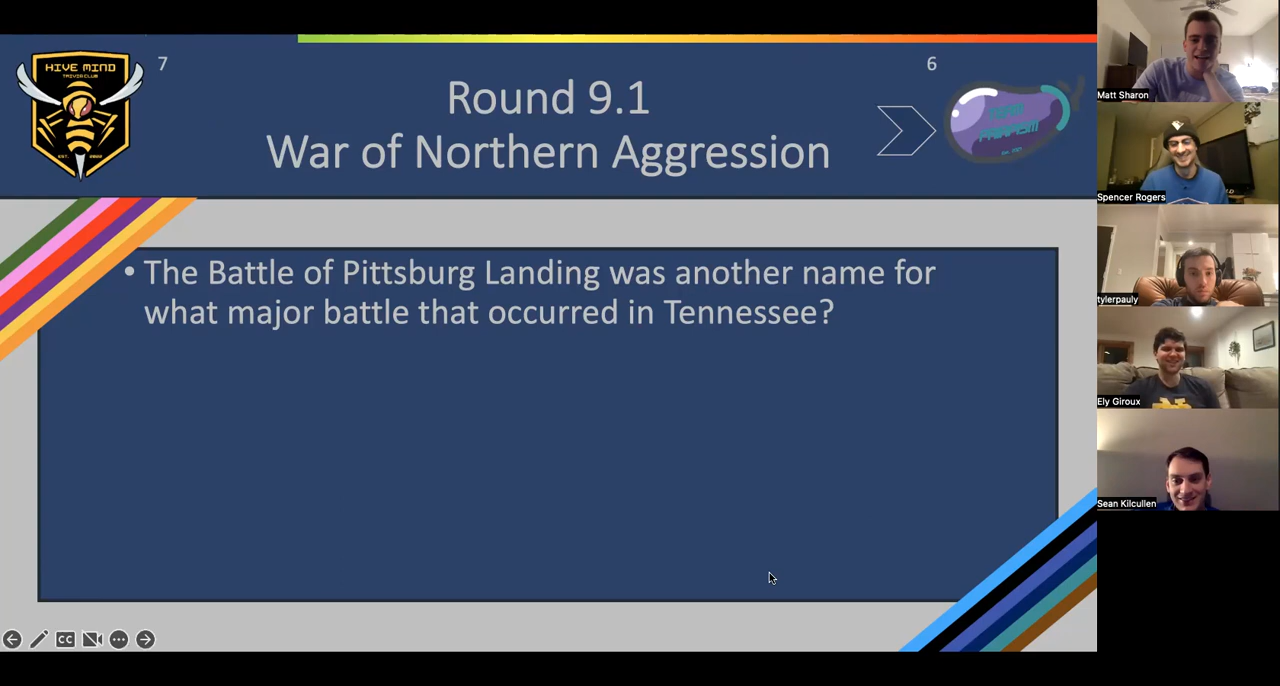 HIVE MIND
TRIVIA CLUB
EST. 2020
7
Round 9.1
War of Northern Aggression
6
• The Battle of Pittsburg Landing was another name for
what major battle that occurred in Tennessee?
CC
Matt Sharon
Spencer Rogers
tylerpauly
Ely Giroux
Sean Kilcullen